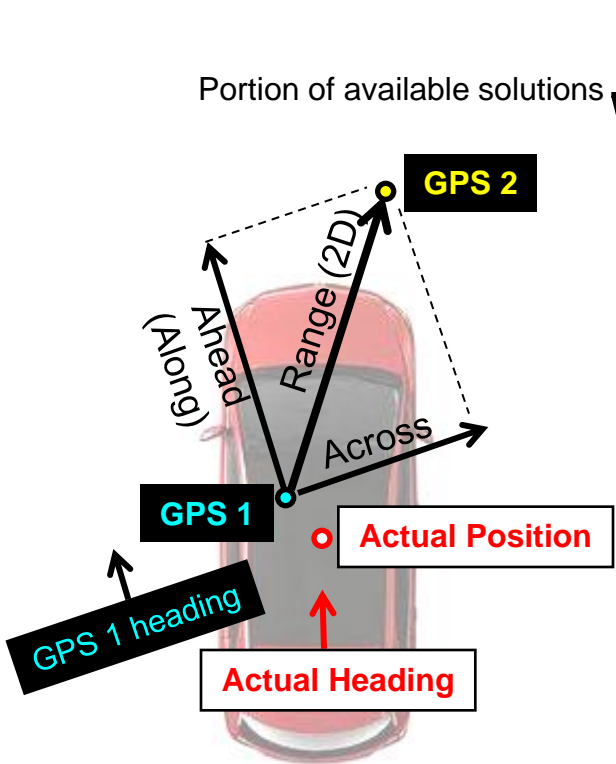 Portion of available solutions
GPS 2
Range (2D)
Ahead
(Along)
Across
GPS 1
Actual Position
GPS 1 heading
Actual Heading